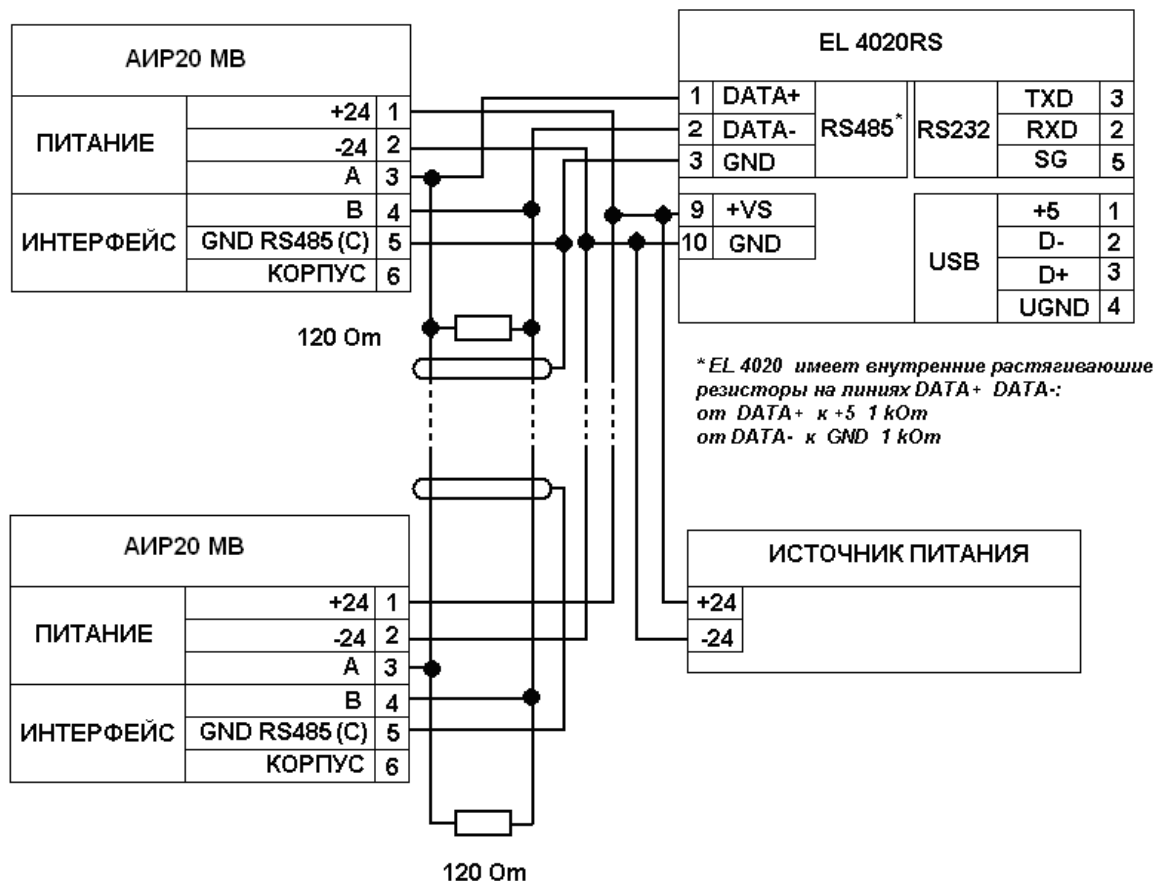 АИР20 МВ
ПИТАНИЕ
+24 1
-24 2
А 3
ИНТЕРФЕЙС
В 4
GND RS485 (С) 5
КОРПУС 6
EL 4020RS
1 DATA+
2 DATA-
3 GND
RS485*
RS232
TXD 3
RXD 2
SG 5
9 +VS
10 GND
USB
+5 1
D- 2
D+ 3
UGND 4
120 Om
* EL 4020 имеет внутренние растягиваюшие
резисторы на линиях DATA+ DATA-:
от DATA+ к +5 1 kOm
от DATA- к GND 1 kOm
АИР20 МВ
ПИТАНИЕ
+24 1
-24 2
А 3
ИНТЕРФЕЙС
В 4
GND RS485 (С) 5
КОРПУС 6
ИСТОЧНИК ПИТАНИЯ
+24
-24
120 Om